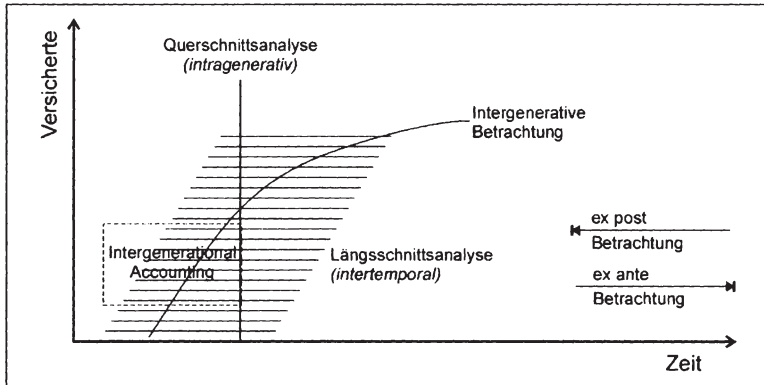 Versicherte
Querschnittsanalyse
(intragenerativ)
Intergenerative
Betrachtung
ex post
Betrachtung
Intergenerational
Accounting
Längsschnittsanalyse
(intertemporal)
ex ante
Betrachtung
Zeit